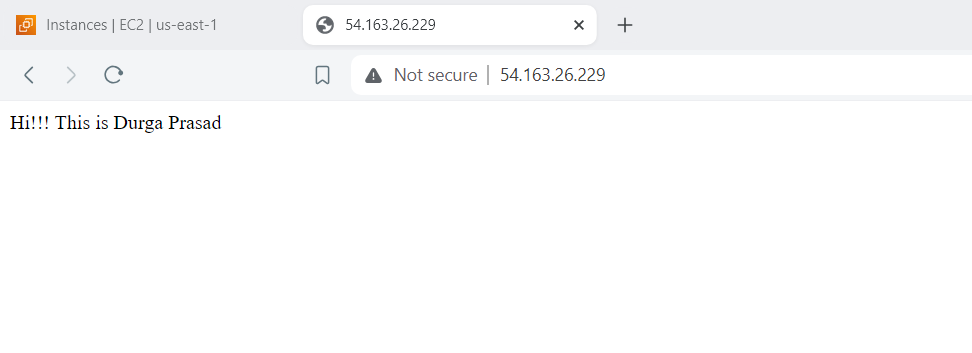 Instances | EC2 | us-east-1
54.163.26.229
Not secure | 54.163.26.229
Hi!!! This is Durga Prasad